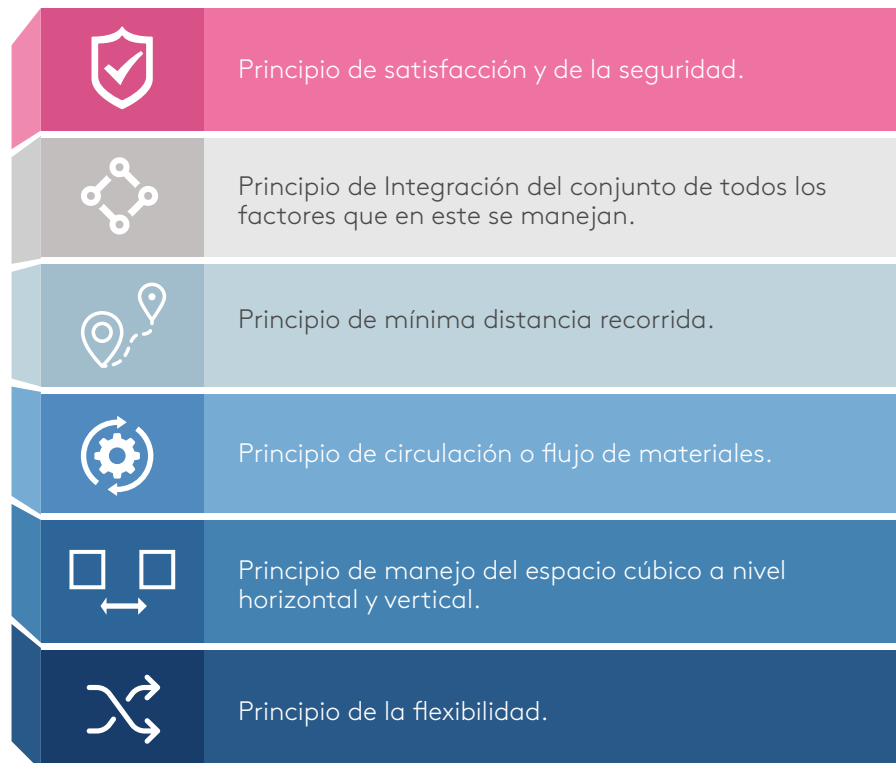 Principio de satisfacción y de la seguridad.
Principio de Integración del conjunto de todos los
factores que en este se manejan.
Principio de mínima distancia recorrida.
Principio de circulación o flujo de materiales.
Principio de manejo del espacio cúbico a nivel
horizontal y vertical.
Principio de la flexibilidad.